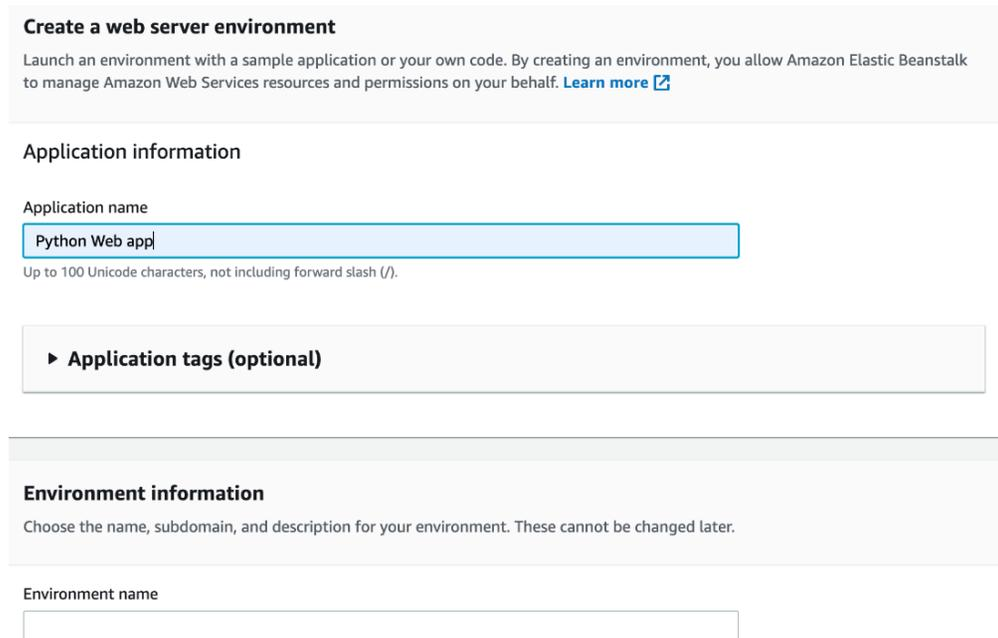 Create a web server environment
Launch an environment with a sample application or your own code. By creating an environment, you allow Amazon Elastic Beanstalk
to manage Amazon Web Services resources and permissions on your behalf. Learn more
Application information
Application name
Python Web app
Up to 100 Unicode characters, not including forward slash (/).
Application tags (optional)
Environment information
Choose the name, subdomain, and description for your environment. These cannot be changed later.
Environment name